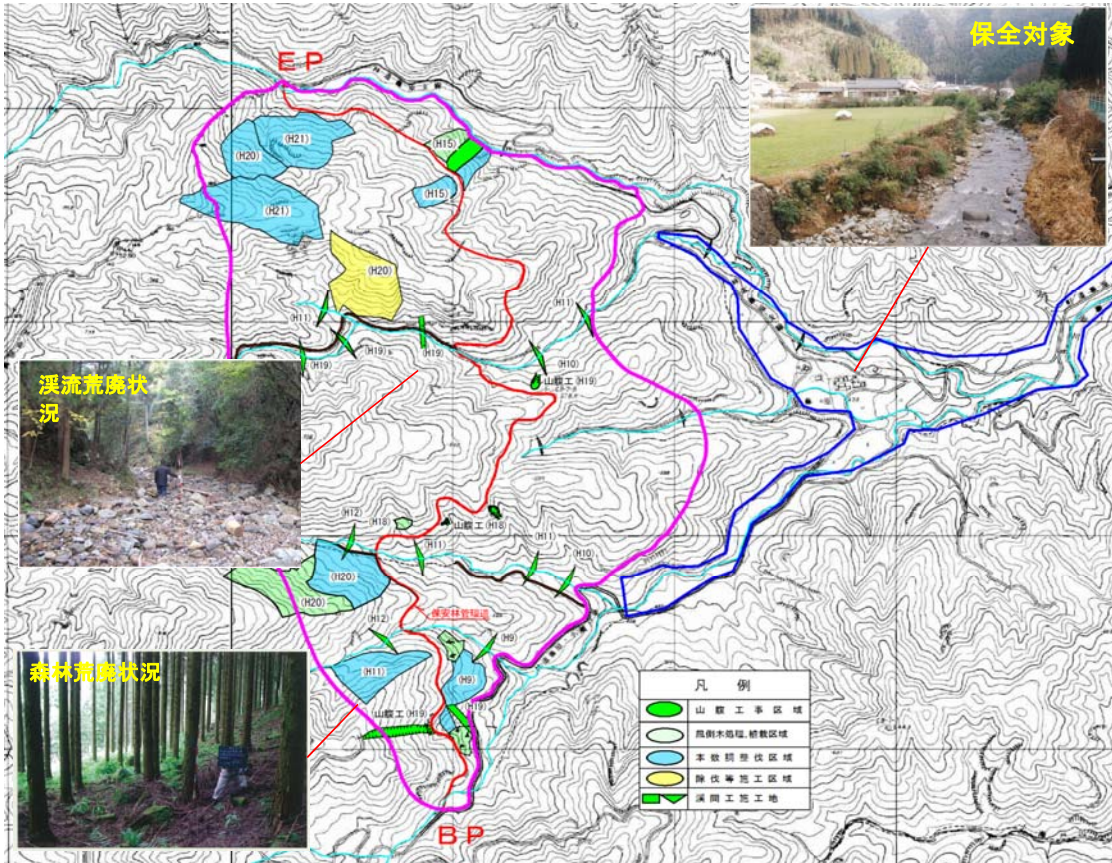 保全対象
EP
(H21)
(H20)
(H15)
(H15)
(H21)
(H20)
(H11)
(H11)
(H19)
(H19)
(H10)
山腹工(H19)
渓流荒廃状
況
(H12)
(H18)
山腹工(H18)
(H11)
(H11)
(H10)
(H20)
(H20)
保安林管理道
(H12)
(H9)
森林荒廃状況
(H11)
(H9)
(H19)
山腹工(H19)
BP
凡例
山腹工事区域
風倒木処理、植栽区域
本数調整伐区域
除伐等施工区域
渓間工施工地